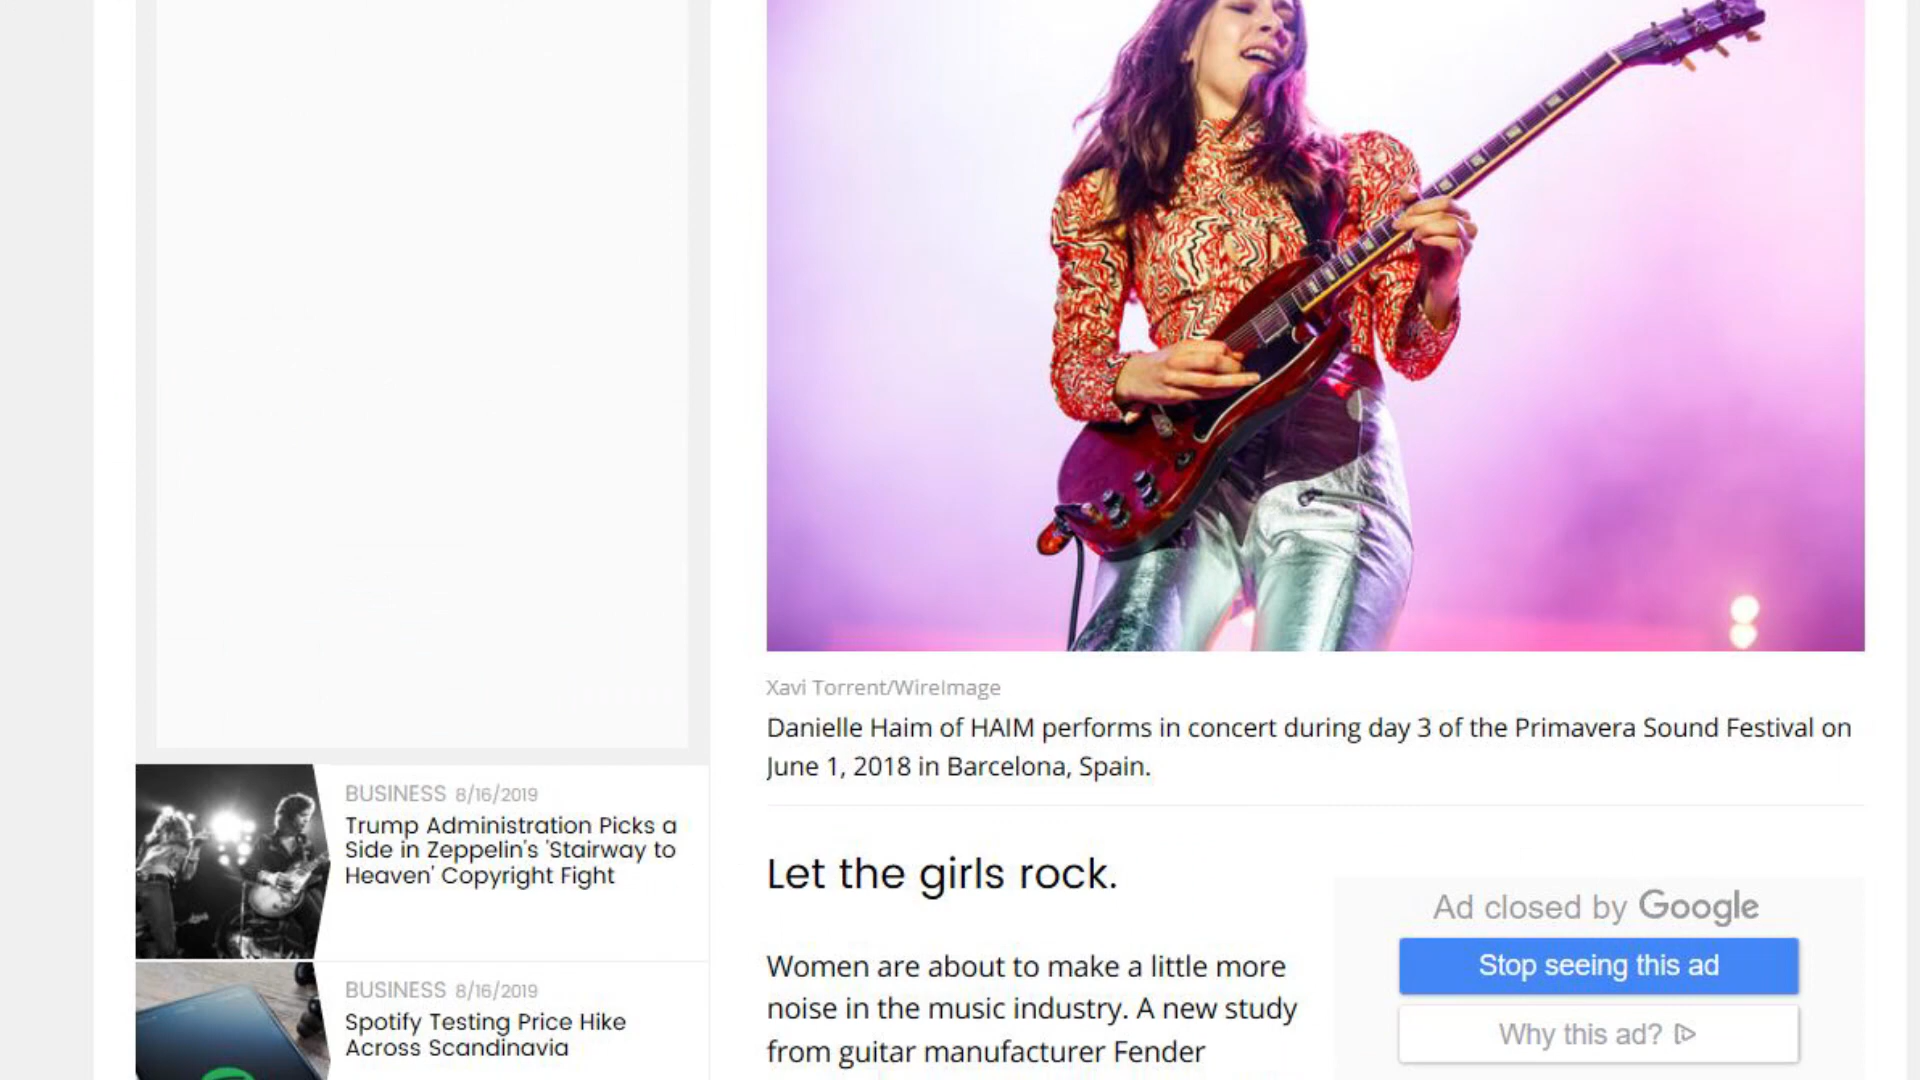 Xavi Torrent/WireImage
Danielle Haim of HAIM performs in concert during day 3 of the Primavera Sound Festival on
June 1, 2018 in Barcelona, Spain.
BUSINESS 8/16/2019
Trump Administration Picks a
Side in Zeppelin's 'Stairway to
Heaven' Copyright Fight
BUSINESS 8/16/2019
Spotify Testing Price Hike
Across Scandinavia
Let the girls rock.
Women are about to make a little more
noise in the music industry. A new study
from guitar manufacturer Fender
Ad closed by Google
Stop seeing this ad
Why this ad?